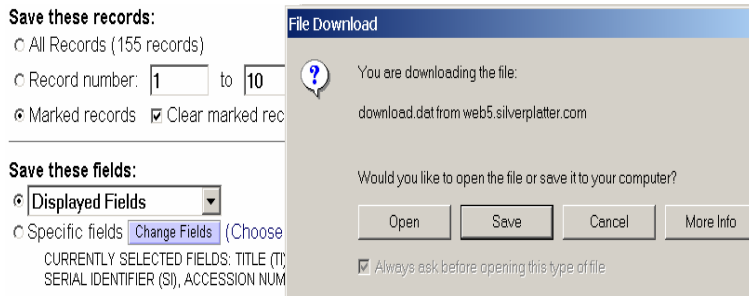 Save these records:
All Records (155 records)
Record number: 1 to 10
Marked records Clear marked rec
Save these fields:
Displayed Fields
Specific fields Change Fields (Choose
CURRENTLY SELECTED FIELDS: TITLE (TI)
SERIAL IDENTIFIER (SI), ACCESSION NUM
File Download
You are downloading the file:
download.dat from web5.silverplatter.com
Would you like to open the file or save it to your computer?
Open Save Cancel More Info
Always ask before opening this type of file